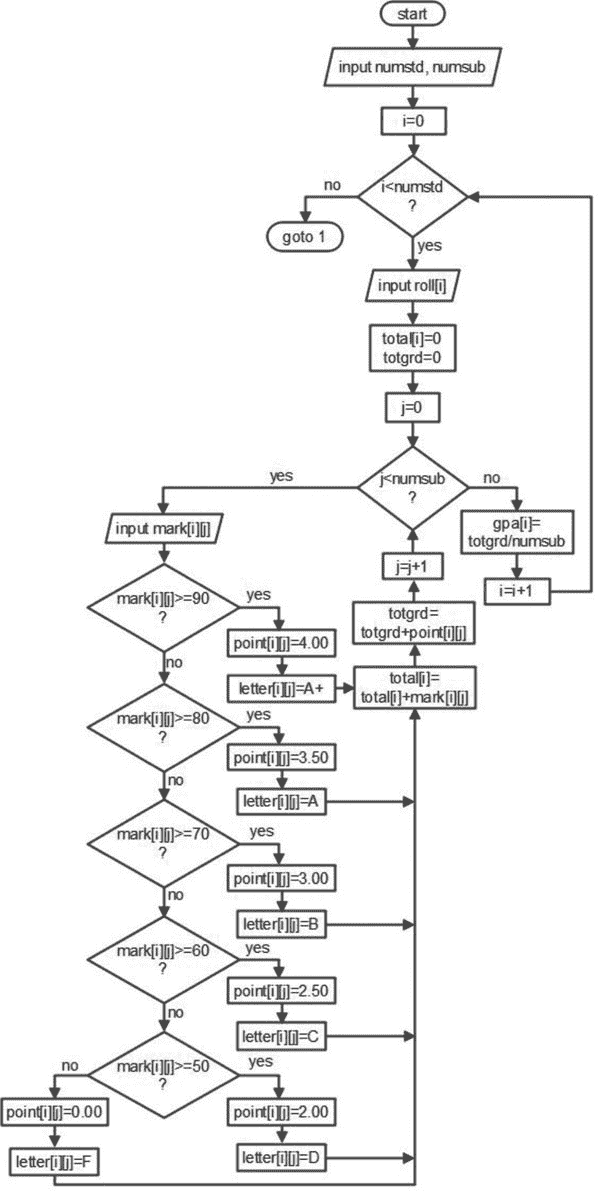 start
input numstd, numsub
i=0
i<numstd
?
no
goto 1
yes
input roll[i]
total[i]=0
totgrd=0
j=0
j<numsub
?
yes
no
input mark[i][j]
gpa[i]=
totgrd/numsub
i=i+1
j=j+1
totgrd=
totgrd+point[i][j]
total[i]=
total[i]+mark[i][j]
mark[i][j]>=90
?
yes
point[i][j]=4.00
letter[i][j]=A+
no
mark[i][j]>=80
?
yes
point[i][j]=3.50
letter[i][j]=A
no
mark[i][j]>=70
?
yes
point[i][j]=3.00
letter[i][j]=B
no
mark[i][j]>=60
?
yes
point[i][j]=2.50
letter[i][j]=C
no
mark[i][j]>=50
?
no
yes
point[i][j]=0.00
letter[i][j]=F
point[i][j]=2.00
letter[i][j]=D